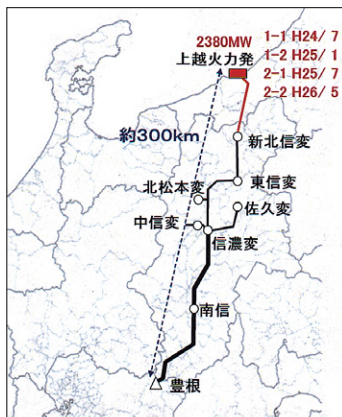 2380MW
上越火力発
1-1 H24/ 7
1-2 H25/ 1
2-1 H25/ 7
2-2 H26/ 5
約300km
新北信変
東信変
北松本変
佐久変
中信変
信濃変
南信
豊根